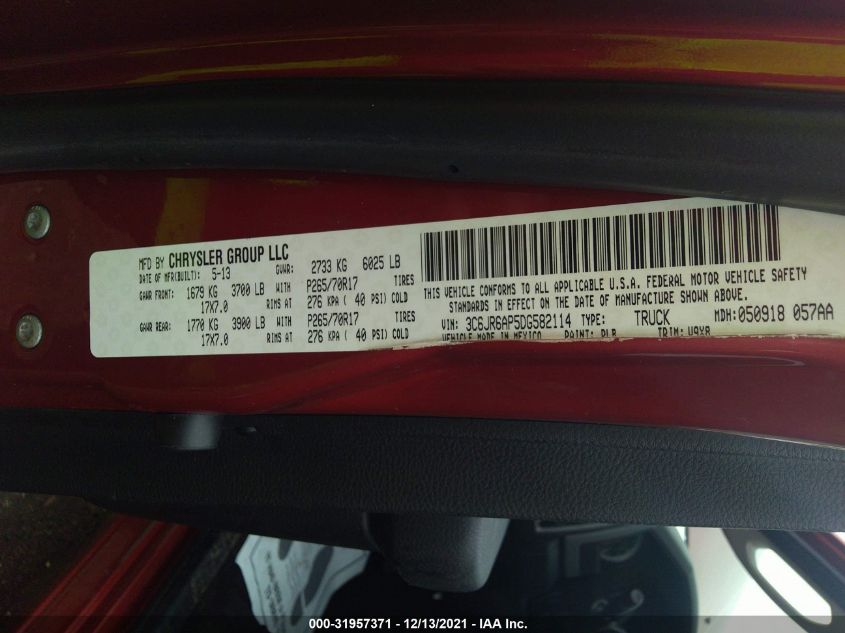 MFD BY CHRYSLER GROUP LLC
DATE OF MFR(BUILT): 5-13 GVWR: 2733 KG 6025 LB
GAWR FRONT: 1679 KG 3700 LB WITH P265/70R17 TIRES
17X7.0 RIMS AT 276 KPA ( 40 PSI) COLD
GAWR REAR: 1770 KG 3900 LB WITH P265/70R17 TIRES
17X7.0 RIMS AT 276 KPA ( 40 PSI) COLD
THIS VEHICLE CONFORMS TO ALL APPLICABLE U.S.A. FEDERAL MOTOR VEHICLE SAFETY
STANDARDS IN EFFECT ON THE DATE OF MANUFACTURE SHOWN ABOVE.
VIN: 3C6JR6AP5DG582114 TYPE: TRUCK MDH: 050918 057AA
VEHICLE MADE IN MEXICO PAINT: PLR TRIM: V9X8
000-31957371 - 12/13/2021 - IAA Inc.